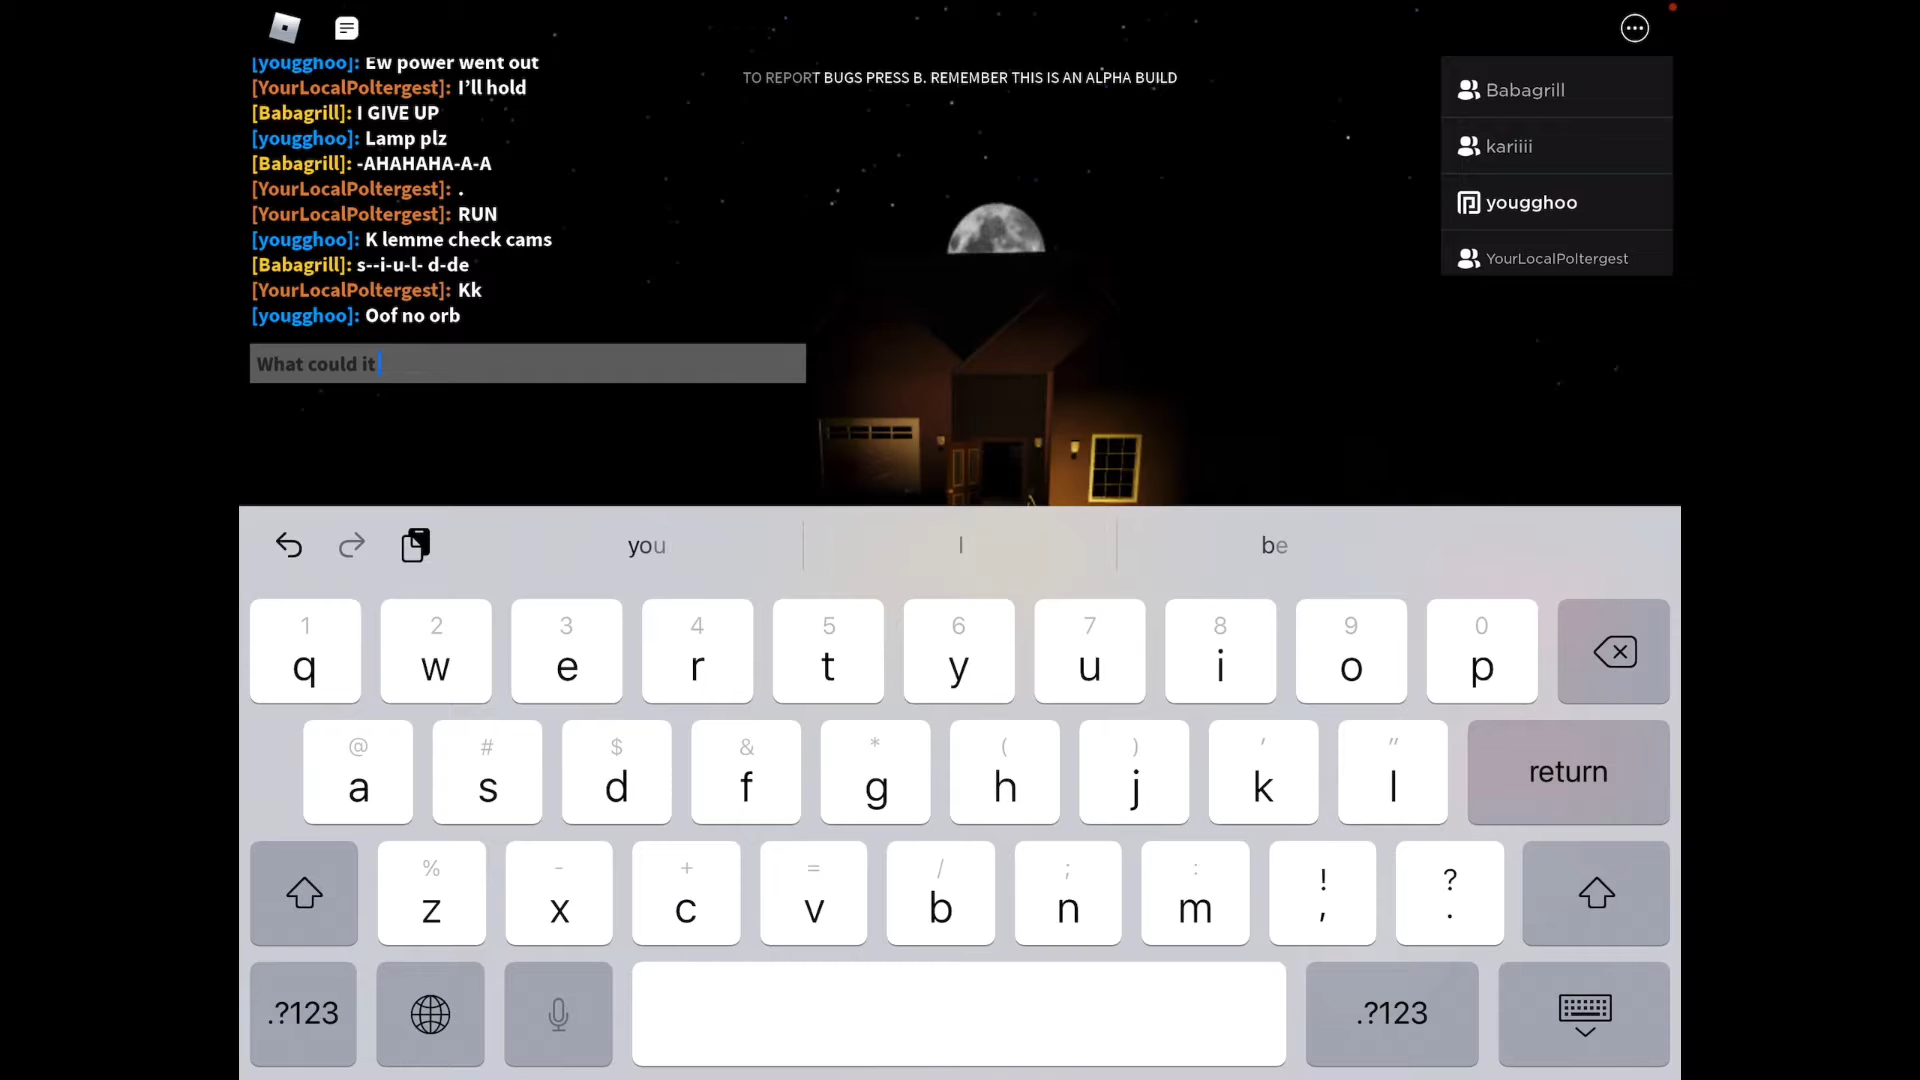 [yougghoo]: Ew power went out
[YourLocalPoltergest]: I'll hold
[Babagrill]: I GIVE UP
[yougghoo]: Lamp plz
[Babagrill]: -AHAHAHA-A-A
[YourLocalPoltergest]: .
[YourLocalPoltergest]: RUN
[yougghoo]: K lemme check cams
[Babagrill]: s--i-u-l- d-de
[YourLocalPoltergest]: Kk
[yougghoo]: Oof no orb
What could it
TO REPORT BUGS PRESS B. REMEMBER THIS IS AN ALPHA BUILD
Babagrill
kariiii
yougghoo
YourLocalPoltergest
you I be
1 2 3 4 5 6 7 8 9 0
q w e r t y u i o p
@ # $ & * ( ) ' "
a s d f g h j k l return
% - + = / ; : ! ?
z x c v b n m , .
.?123 .?123